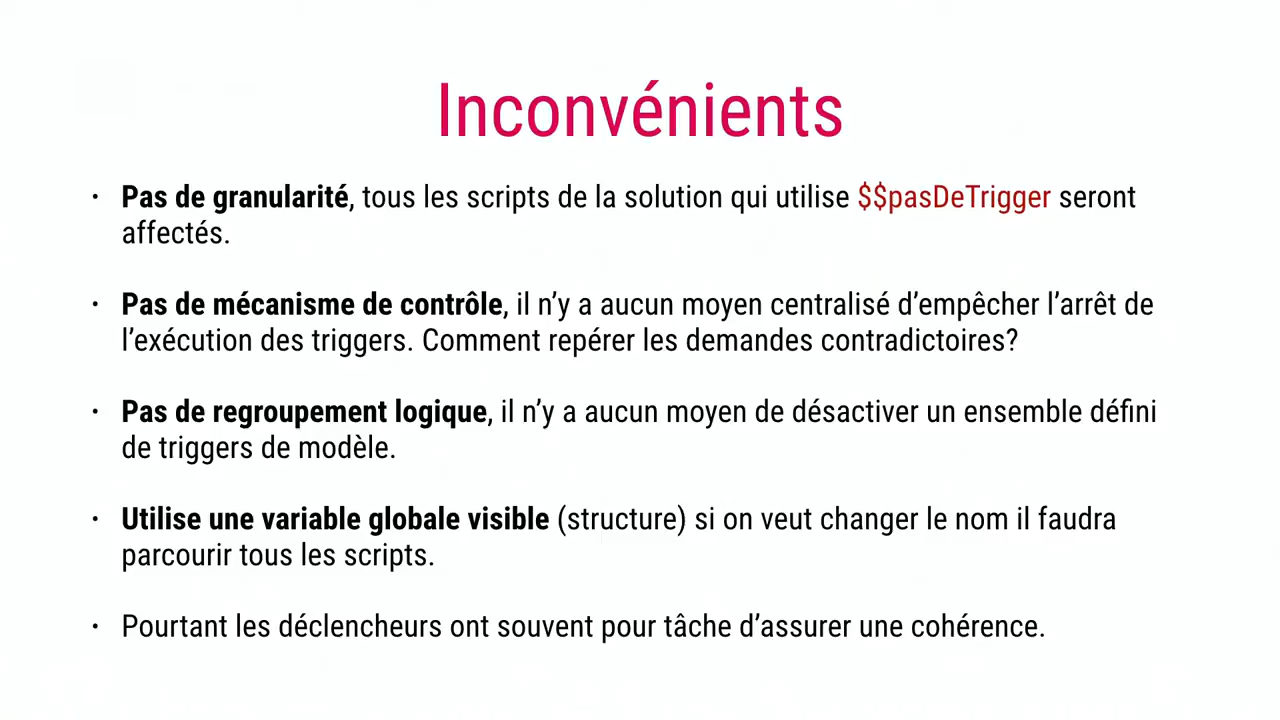 Inconvénients
· Pas de granularité, tous les scripts de la solution qui utilise $$pasDeTrigger seront
affectés.
· Pas de mécanisme de contrôle, il n’y a aucun moyen centralisé d’empêcher l’arrêt de
l’exécution des triggers. Comment repérer les demandes contradictoires?
· Pas de regroupement logique, il n’y a aucun moyen de désactiver un ensemble défini
de triggers de modèle.
· Utilise une variable globale visible (structure) si on veut changer le nom il faudra
parcourir tous les scripts.
· Pourtant les déclencheurs ont souvent pour tâche d’assurer une cohérence.